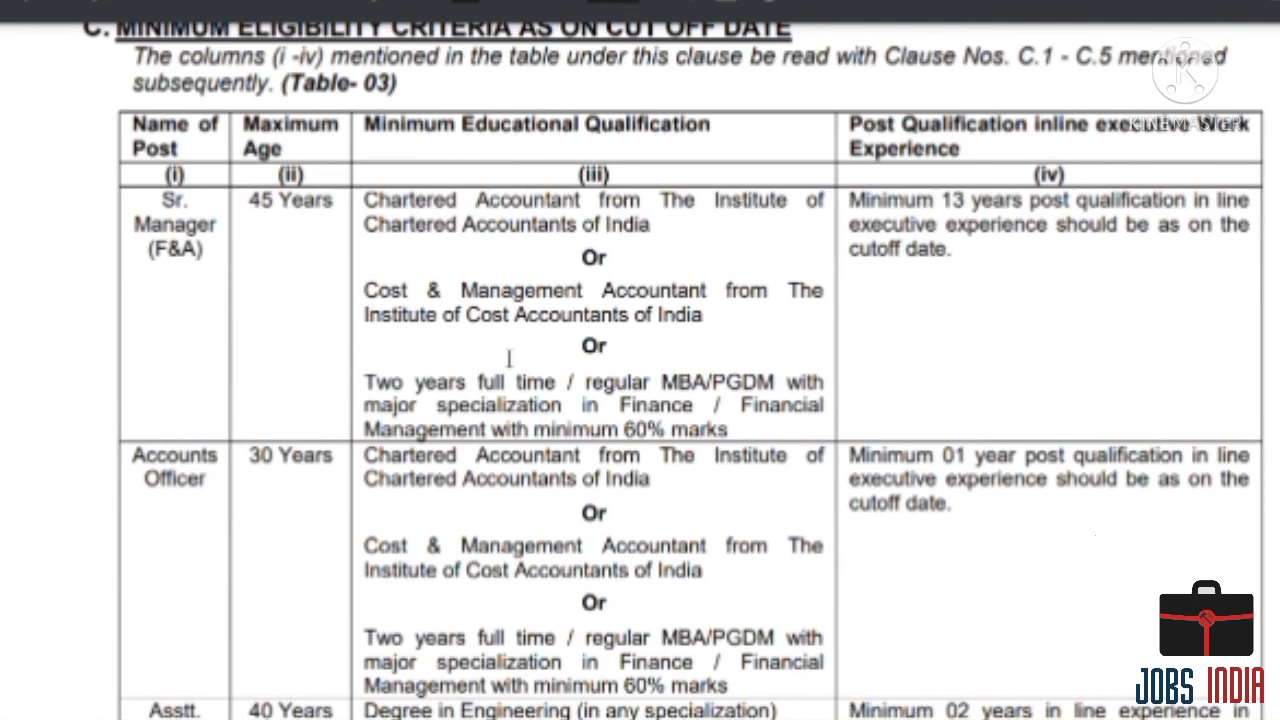 C. MINIMUM ELIGIBILITY CRITERIA AS ON CUT OFF DATE
The columns (i -iv) mentioned in the table under this clause be read with Clause Nos. C.1 - C.5 mentioned
subsequently. (Table- 03)
KINEMASTER
Name of
Post
Maximum
Age
Minimum Educational Qualification
Post Qualification inline executive Work
Experience
(i)
(ii)
(iii)
(iv)
Sr.
Manager
(F&A)
45 Years
Chartered Accountant from The Institute of
Chartered Accountants of India
Or
Cost & Management Accountant from The
Institute of Cost Accountants of India
Or
Two years full time / regular MBA/PGDM with
major specialization in Finance / Financial
Management with minimum 60% marks
Minimum 13 years post qualification in line
executive experience should be as on the
cutoff date.
Accounts
Officer
30 Years
Chartered Accountant from The Institute of
Chartered Accountants of India
Or
Cost & Management Accountant from The
Institute of Cost Accountants of India
Or
Two years full time / regular MBA/PGDM with
major specialization in Finance / Financial
Management with minimum 60% marks
Minimum 01 year post qualification in line
executive experience should be as on the
cutoff date.
Asstt.
40 Years
Degree in Engineering (in any specialization)
Minimum 02 years in line experience in
JOBS INDIA